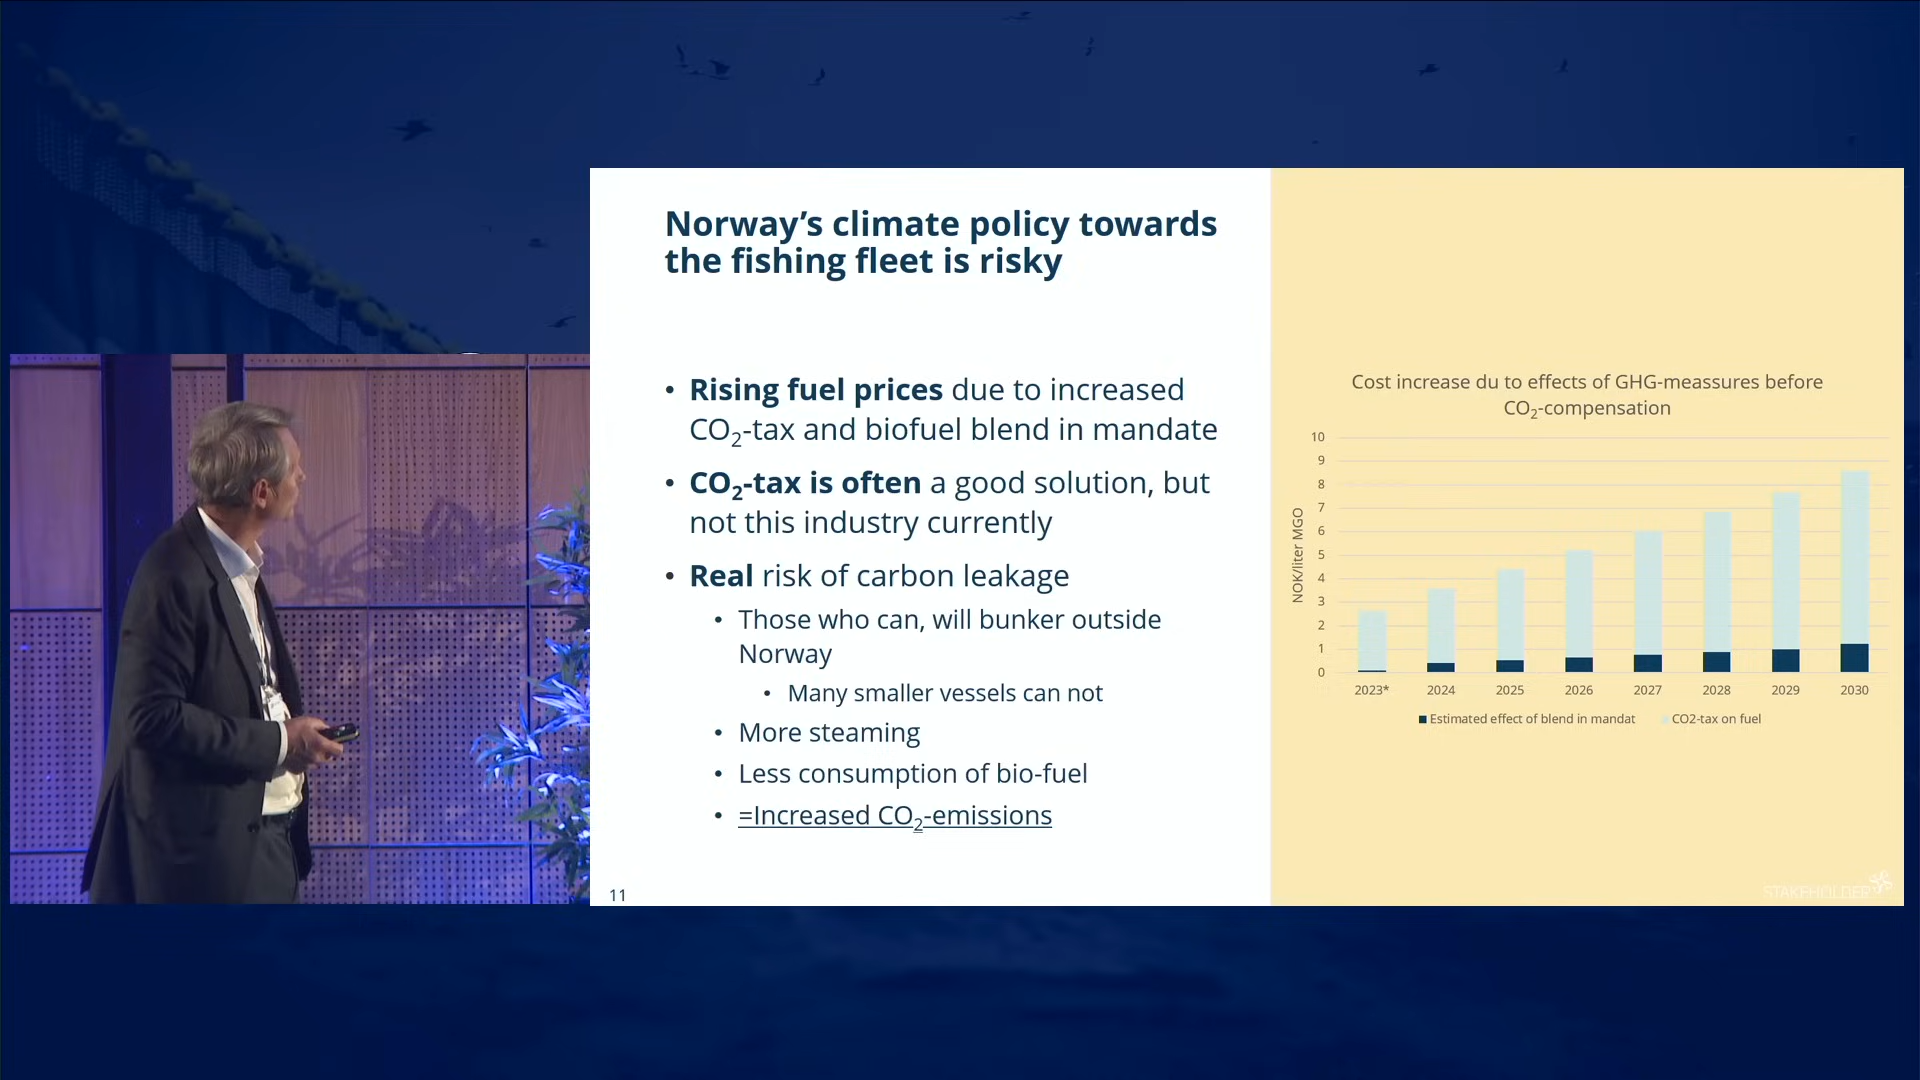 Norway's climate policy towards
the fishing fleet is risky
• Rising fuel prices due to increased
CO₂-tax and biofuel blend in mandate
• CO₂-tax is often a good solution, but
not this industry currently
• Real risk of carbon leakage
• Those who can, will bunker outside
Norway
• Many smaller vessels can not
• More steaming
• Less consumption of bio-fuel
• =Increased CO₂-emissions
11
Cost increase du to effects of GHG-meassures before
CO₂-compensation
NOK/liter MGO
10
9
8
7
6
5
4
3
2
1
0
2023* 2024 2025 2026 2027 2028 2029 2030
Estimated effect of blend in mandat CO2-tax on fuel
STAKEHOLDER